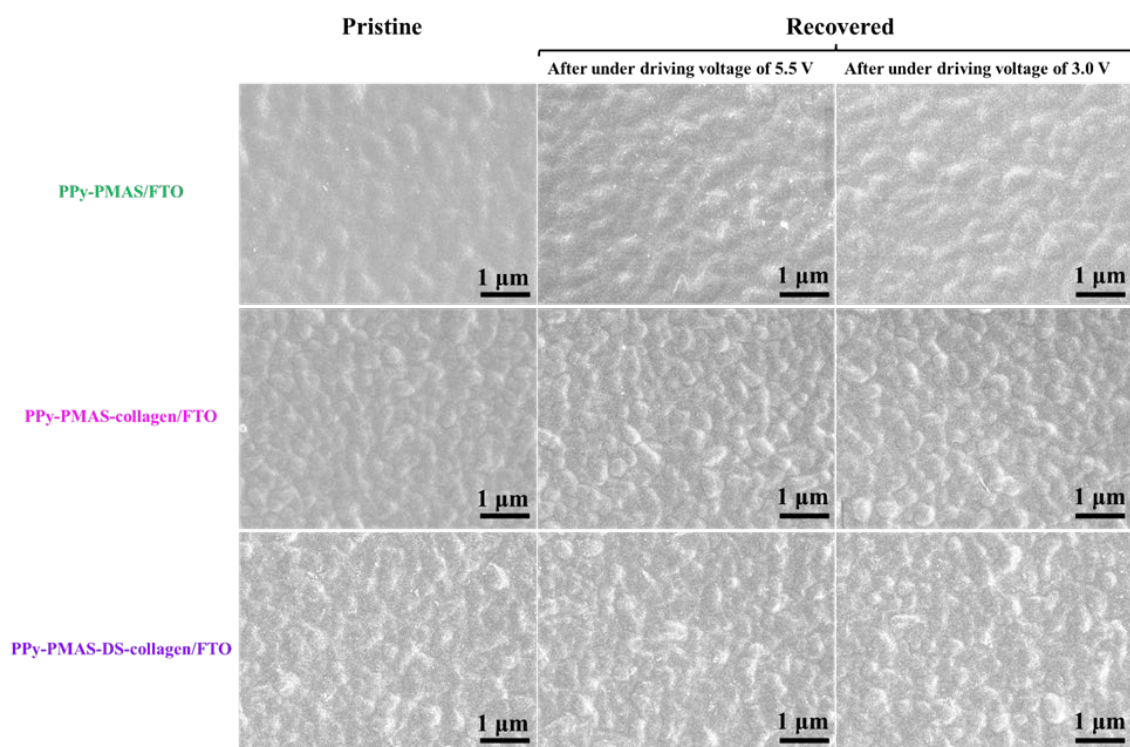 Pristine
Recovered
After under driving voltage of 5.5 V
After under driving voltage of 3.0 V
PPy-PMAS/FTO
1 μm
1 μm
1 μm
PPy-PMAS-collagen/FTO
1 μm
1 μm
1 μm
PPy-PMAS-DS-collagen/FTO
1 μm
1 μm
1 μm